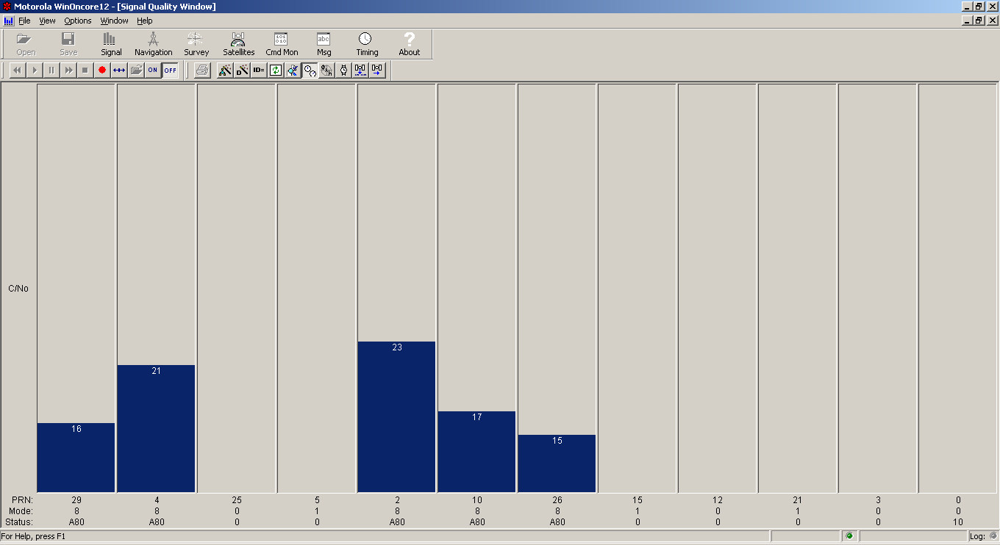 Motorola WinOncore12 - [Signal Quality Window]
File View Options Window Help
Open Save Signal Navigation Survey Satellites Cmd Mon Msg Timing About
ON OFF D ID=
C/No
16 21 23 17 15
PRN: 29 4 25 5 2 10 26 15 12 21 3 0
Mode: 8 8 0 1 8 8 8 1 0 1 0 0
Status: A80 A80 0 0 A80 A80 A80 0 0 0 0 10
For Help, press F1 Log: